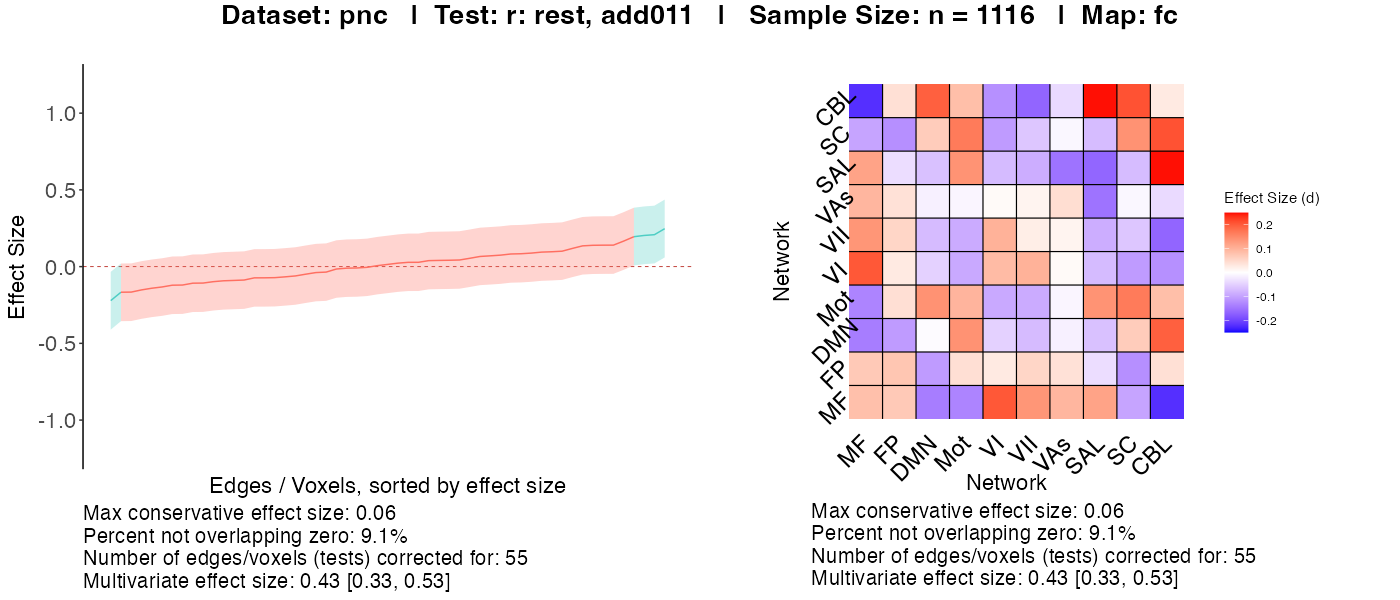 Dataset: pnc | Test: r: rest, add011 | Sample Size: n = 1116 | Map: fc
Effect Size
1.0
0.5
0.0
-0.5
-1.0
Edges / Voxels, sorted by effect size
Max conservative effect size: 0.06
Percent not overlapping zero: 9.1%
Number of edges/voxels (tests) corrected for: 55
Multivariate effect size: 0.43 [0.33, 0.53]
Network
CBL
SC
SAL
VAs
VII
VI
Mot
DMN
FP
MF
MF FP DMN Mot VI VII VAs SAL SC CBL
Network
Effect Size (d)
0.2
0.1
0.0
-0.1
-0.2
Max conservative effect size: 0.06
Percent not overlapping zero: 9.1%
Number of edges/voxels (tests) corrected for: 55
Multivariate effect size: 0.43 [0.33, 0.53]